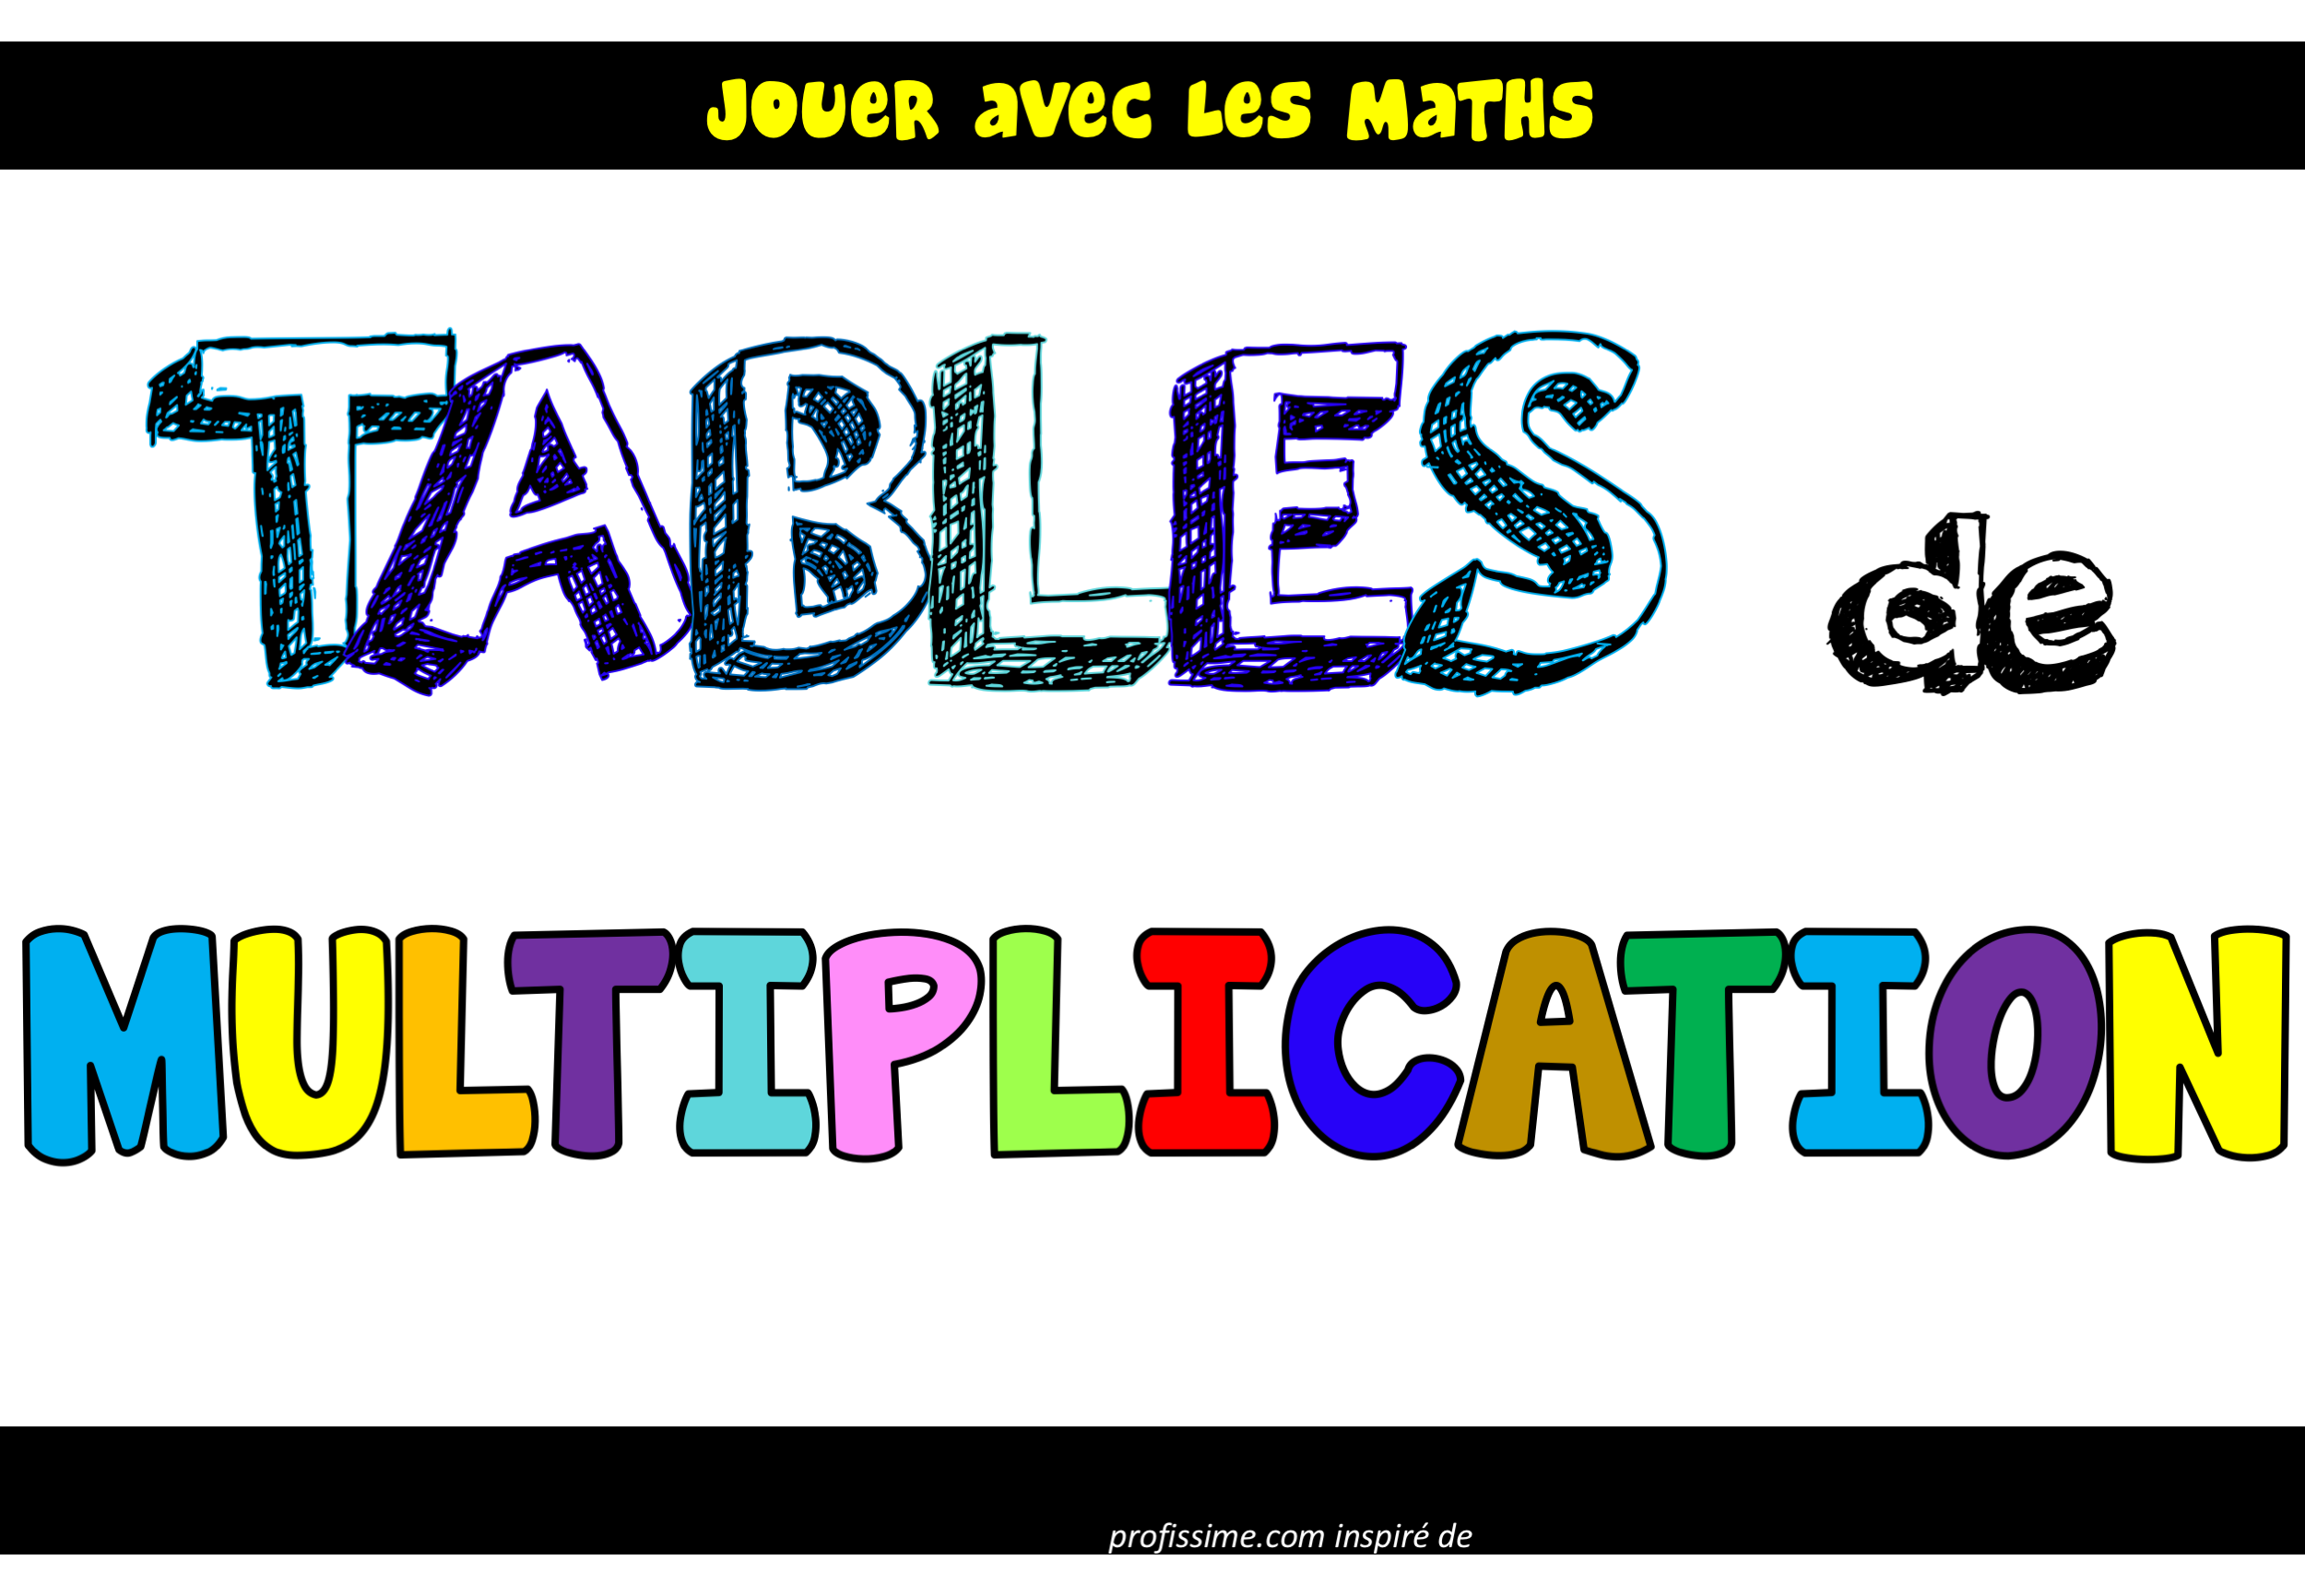 JOUER avec Les MATHS
TABLES de
MULTIPLICATION
profissime.com inspiré de